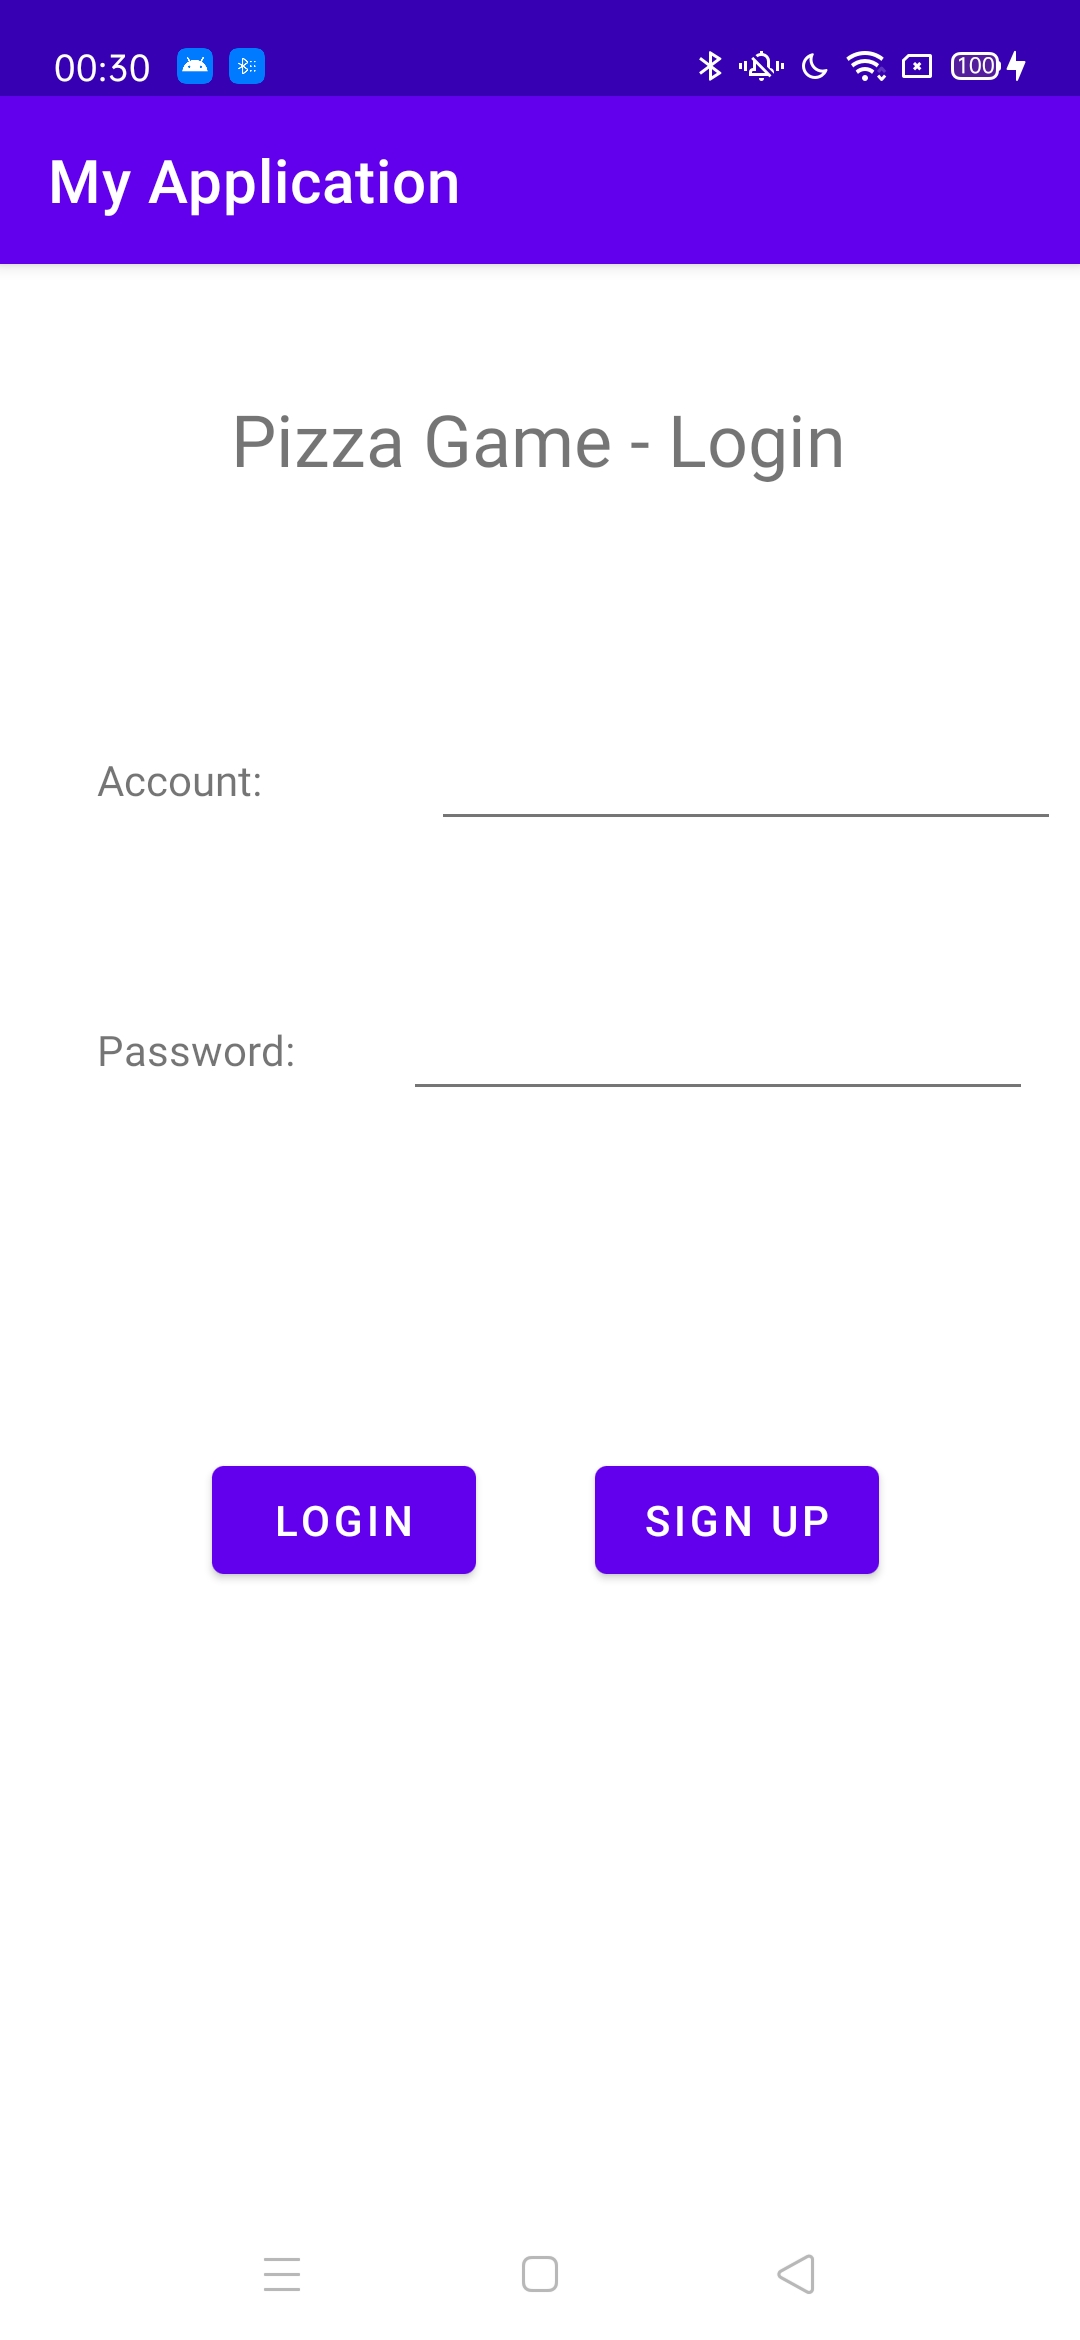 00:30 100
My Application
Pizza Game - Login
Account:
Password:
LOGIN SIGN UP